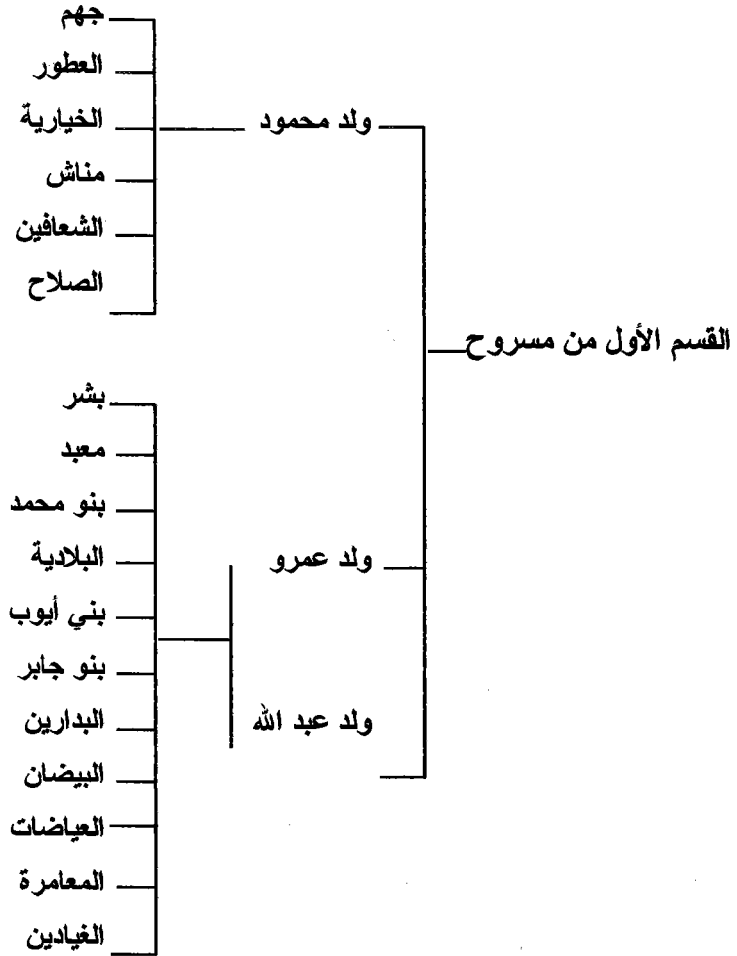 القسم الأول من مسروح
ولد محمود
جهم
العطور
الخيارية
مناش
الشعافين
الصلاح
ولد عمرو
ولد عبد الله
بشر
معبد
بنو محمد
البلادية
بني أيوب
بنو جابر
البدارين
البيضان
العياضات
المعامرة
الغيادين